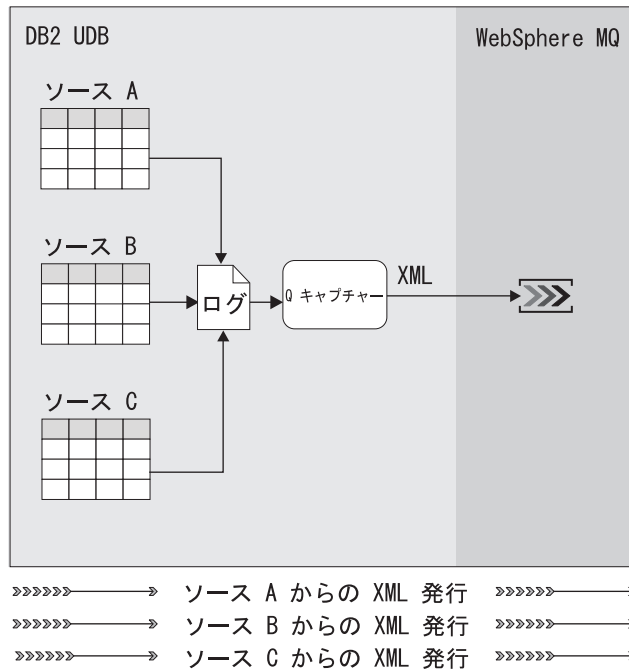 DB2 UDB
WebSphere MQ
ソース A
ソース B
ログ
Q キャプチャー
XML
ソース C
ソース A からの XML 発行
ソース B からの XML 発行
ソース C からの XML 発行